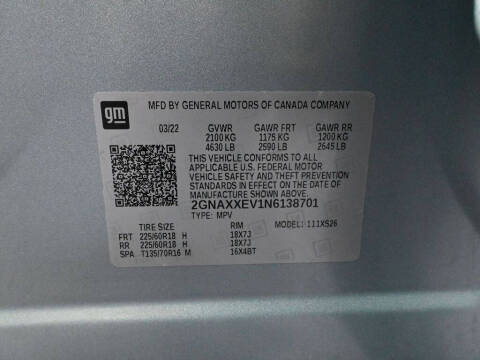 gm
MFD BY GENERAL MOTORS OF CANADA COMPANY
03/22 GVWR GAWR FRT GAWR RR
2100 KG 1175 KG 1200 KG
4630 LB 2590 LB 2645 LB
THIS VEHICLE CONFORMS TO ALL
APPLICABLE U.S. FEDERAL MOTOR
VEHICLE SAFETY AND THEFT PREVENTION
STANDARDS IN EFFECT ON THE DATE OF
MANUFACTURE SHOWN ABOVE.
2GNAXXEV1N6138701
TYPE: MPV
TIRE SIZE RIM MODEL: 111XS26
FRT 225/60R18 H 18X7J
RR 225/60R18 H 18X7J
SPA T135/70R16 M 16X4BT